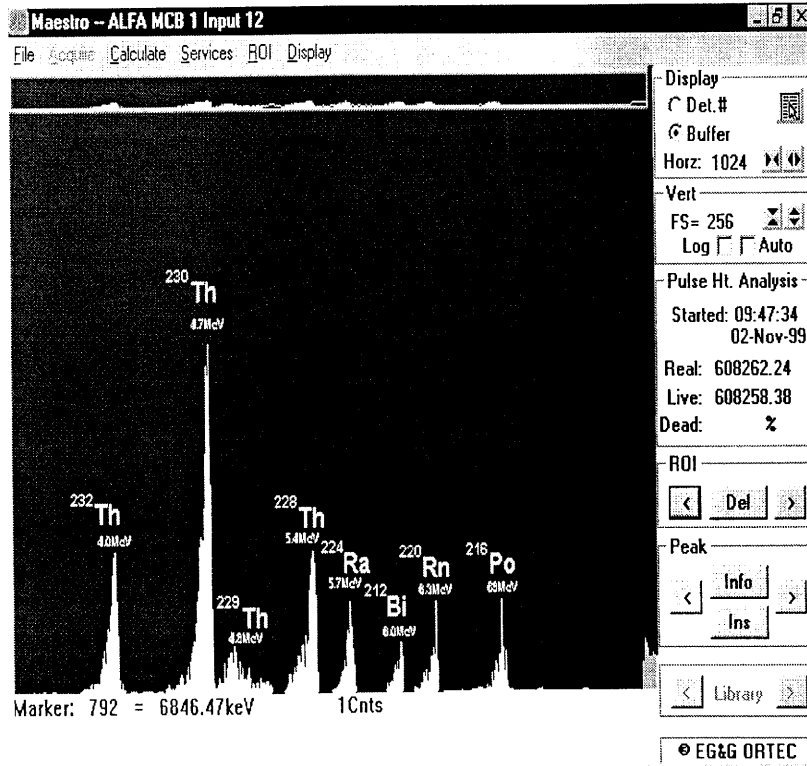 Maestro -- ALFA MCB 1 Input 12
File Acquire Calculate Services ROI Display
Display
Det.#
Buffer
Horz: 1024
Vert
FS= 256
Log Auto
Pulse Ht. Analysis
Started: 09:47:34
02-Nov-99
Real: 608262.24
Live: 608258.38
Dead: %
ROI
< Del >
Peak
< Info >
Ins
< Library >
© EG&G ORTEC
230Th
4.7MeV
232Th
4.0MeV
229Th
4.8MeV
228Th
5.4MeV
224Ra
5.7MeV
212Bi
6.0MeV
220Rn
6.3MeV
216Po
69MeV
Marker: 792 = 6846.47keV 1Cnts